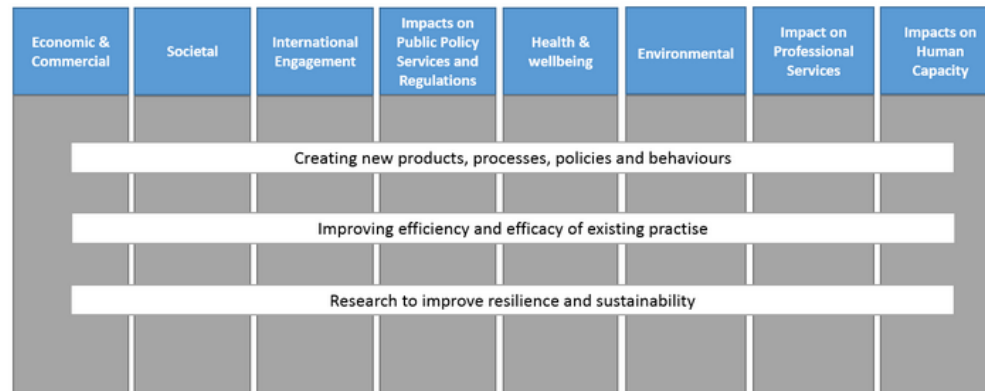 Economic &
Commercial
Societal
International
Engagement
Impacts on
Public Policy
Services and
Regulations
Health &
wellbeing
Environmental
Impact on
Professional
Services
Impacts on
Human
Capacity
Creating new products, processes, policies and behaviours
Improving efficiency and efficacy of existing practise
Research to improve resilience and sustainability